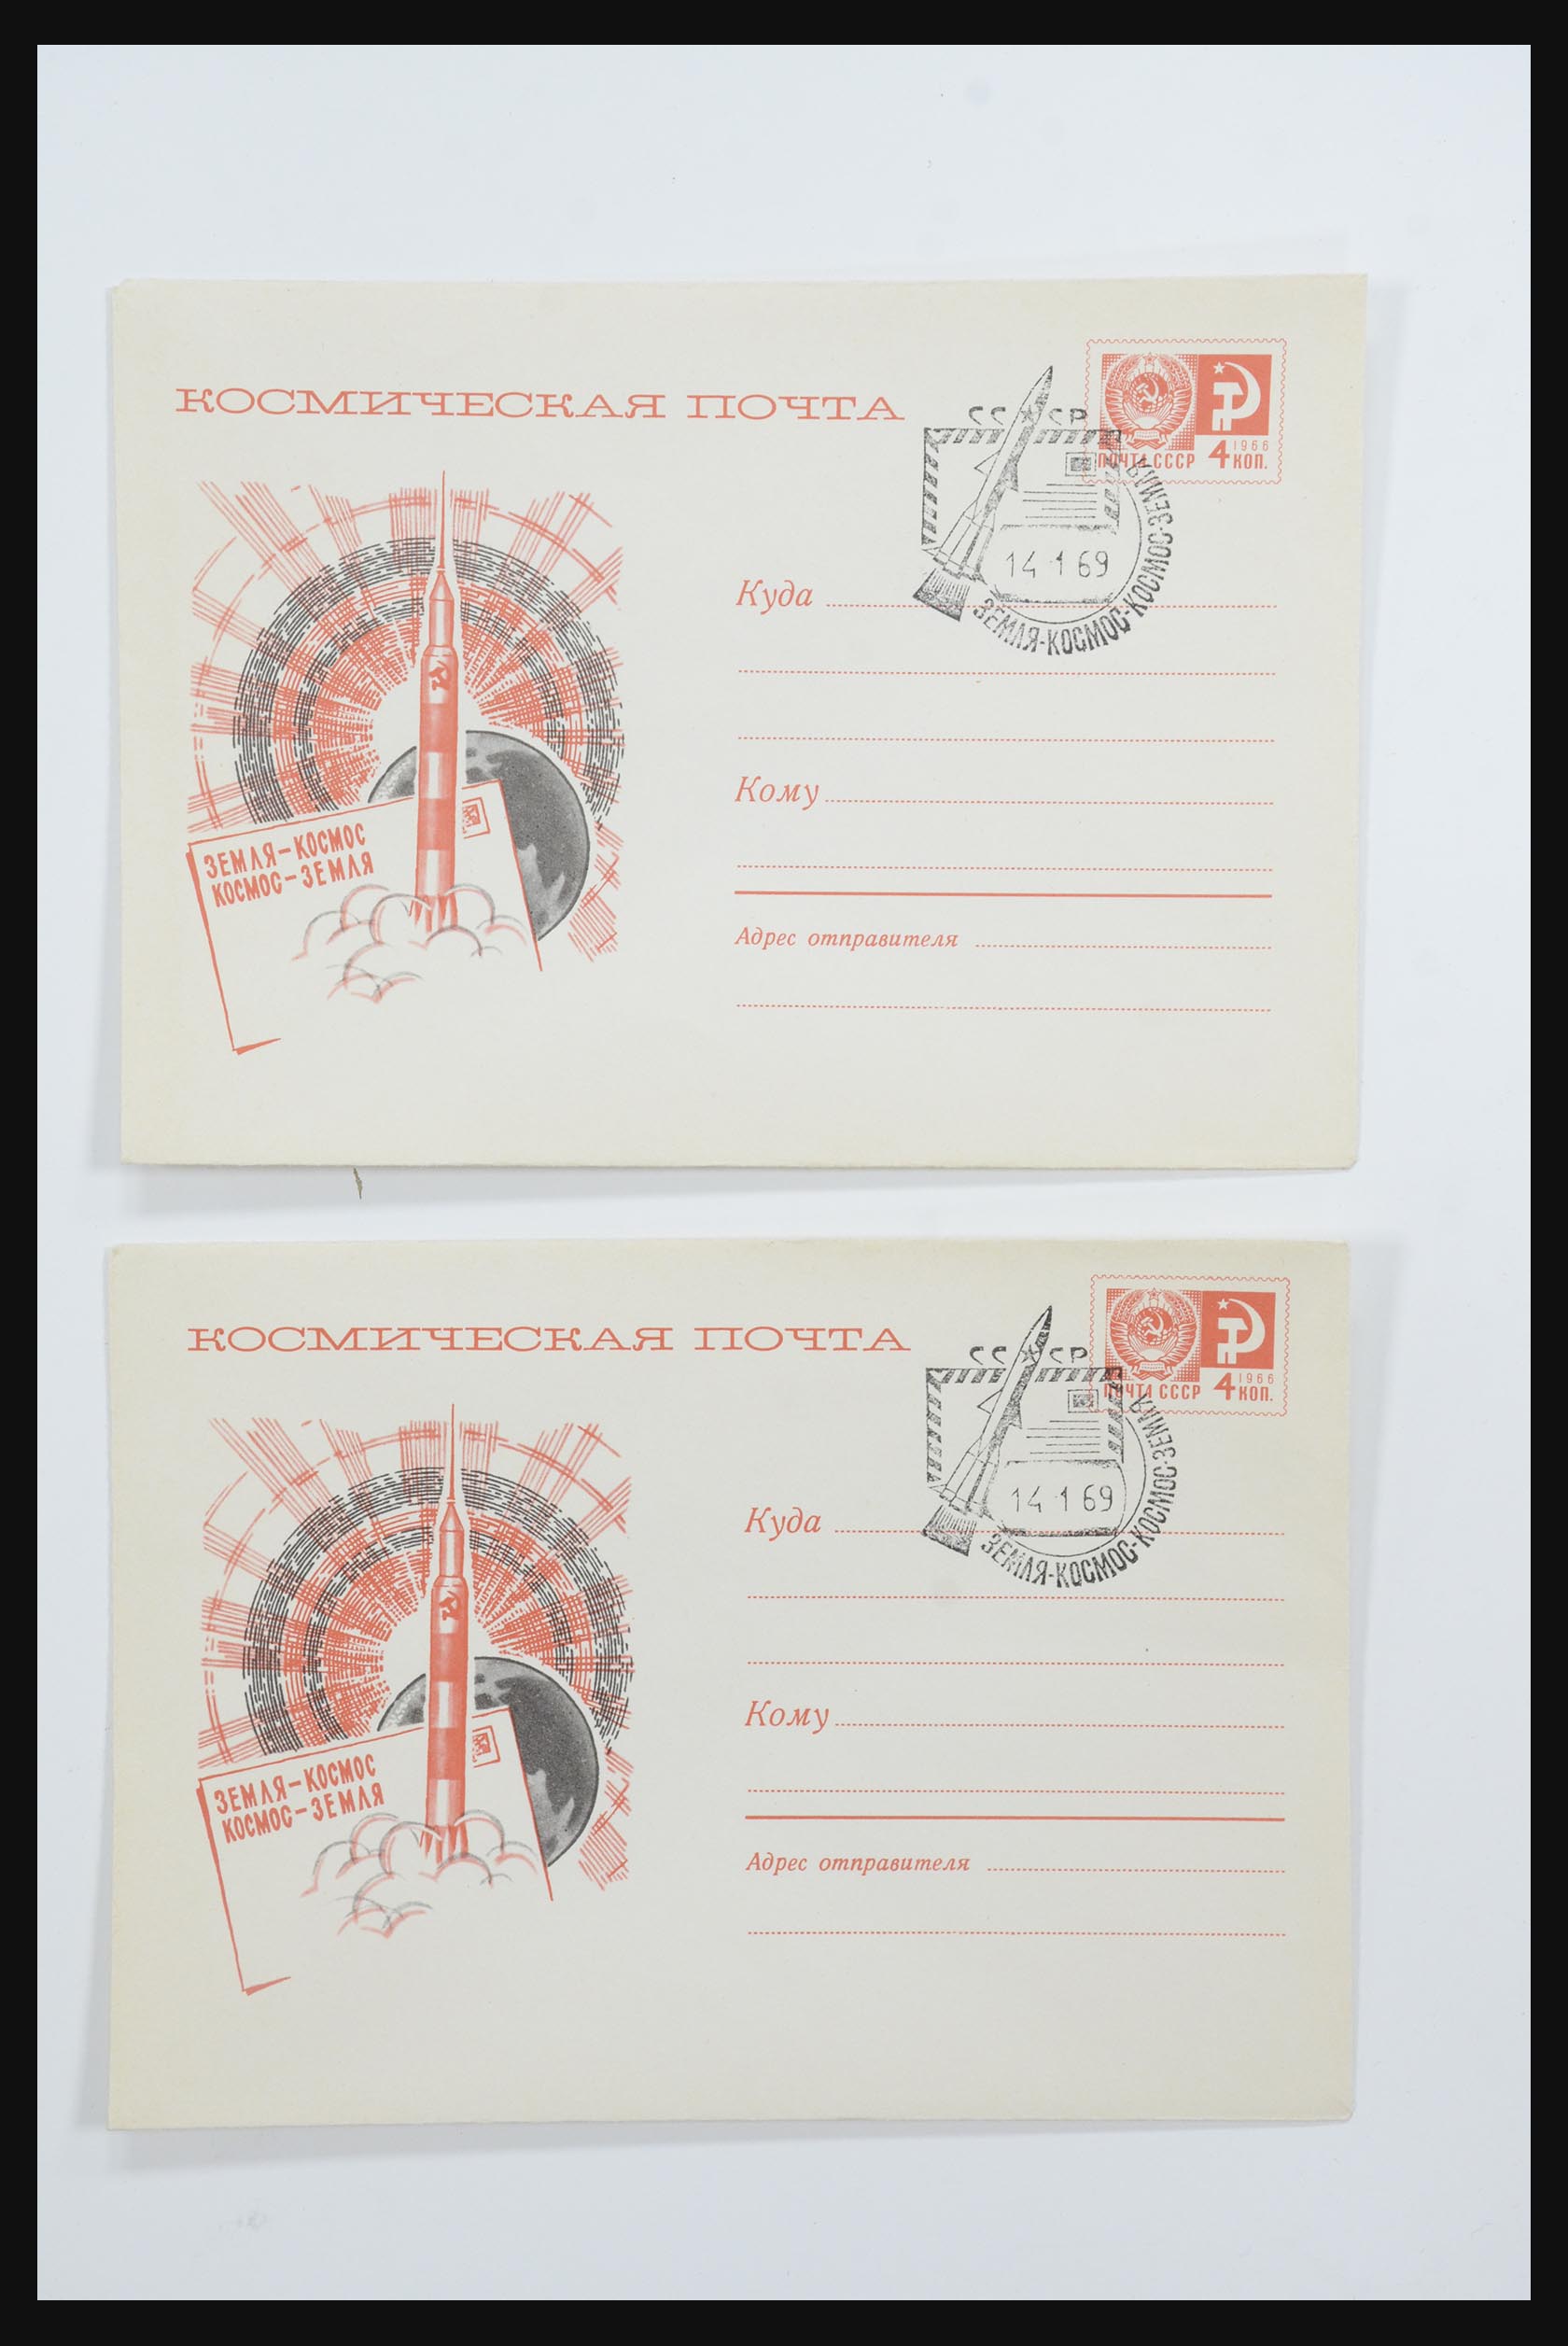 КОСМИЧЕСКАЯ ПОЧТА
СССР
1966
ПОЧТА СССР 4 КОП.
14 1 69
ЗЕМЛЯ-КОСМОС-КОСМОС-ЗЕМЛЯ
Куда
Кому
ЗЕМЛЯ-КОСМОС
КОСМОС-ЗЕМЛЯ
Адрес отправителя
КОСМИЧЕСКАЯ ПОЧТА
СССР
1966
ПОЧТА СССР 4 КОП.
14 1 69
ЗЕМЛЯ-КОСМОС-КОСМОС-ЗЕМЛЯ
Куда
Кому
ЗЕМЛЯ-КОСМОС
КОСМОС-ЗЕМЛЯ
Адрес отправителя